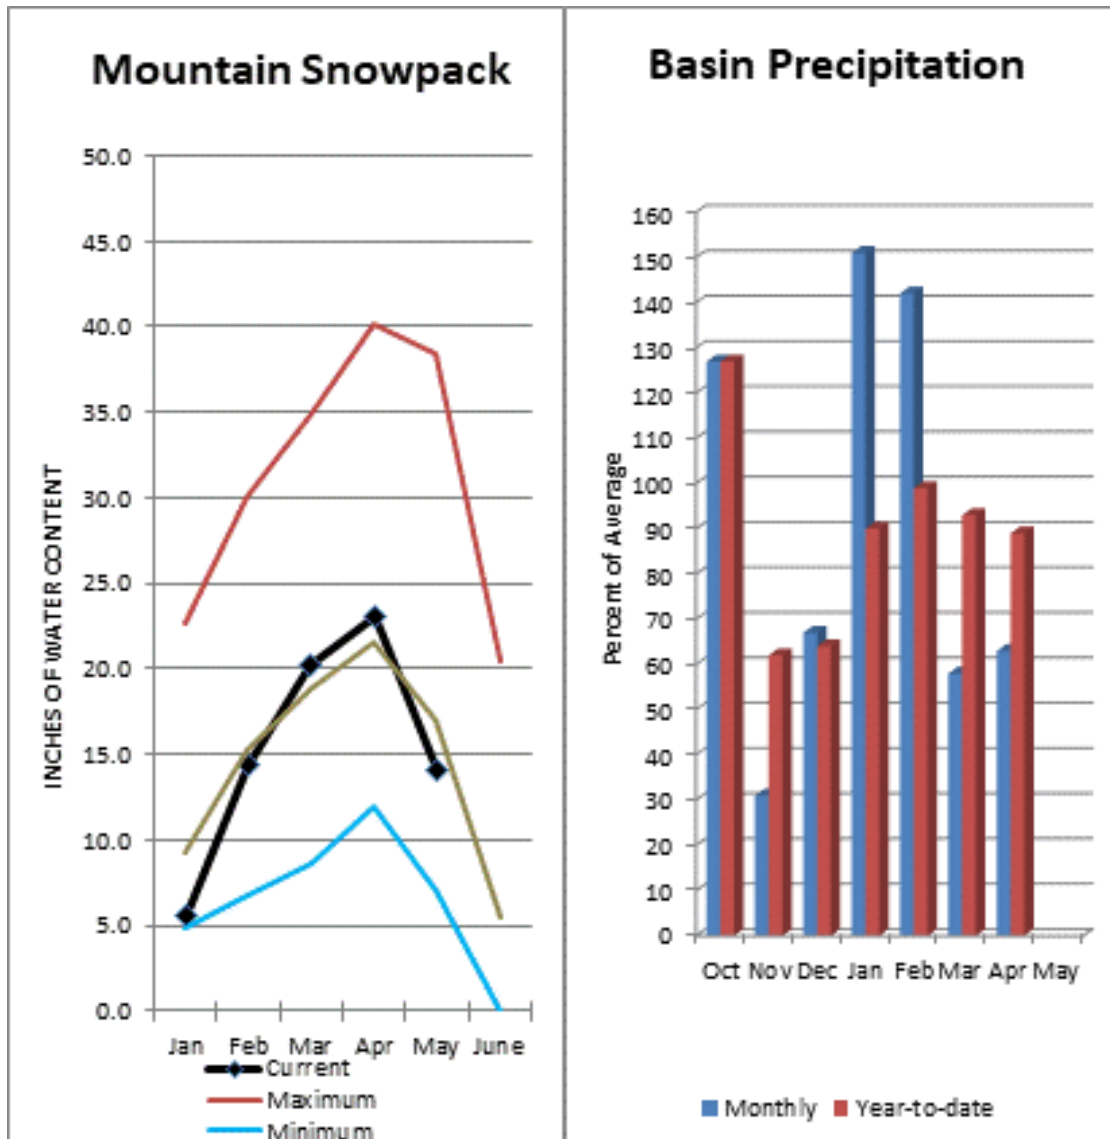 Mountain Snowpack
50.0
45.0
40.0
35.0
30.0
25.0
20.0
15.0
10.0
5.0
0.0
INCHES OF WATER CONTENT
Jan Feb Mar Apr May June
Current
Maximum
Minimum
Basin Precipitation
160
150
140
130
120
110
100
90
80
70
60
50
40
30
20
10
0
Percent of Average
Oct Nov Dec Jan Feb Mar Apr May
Monthly Year-to-date